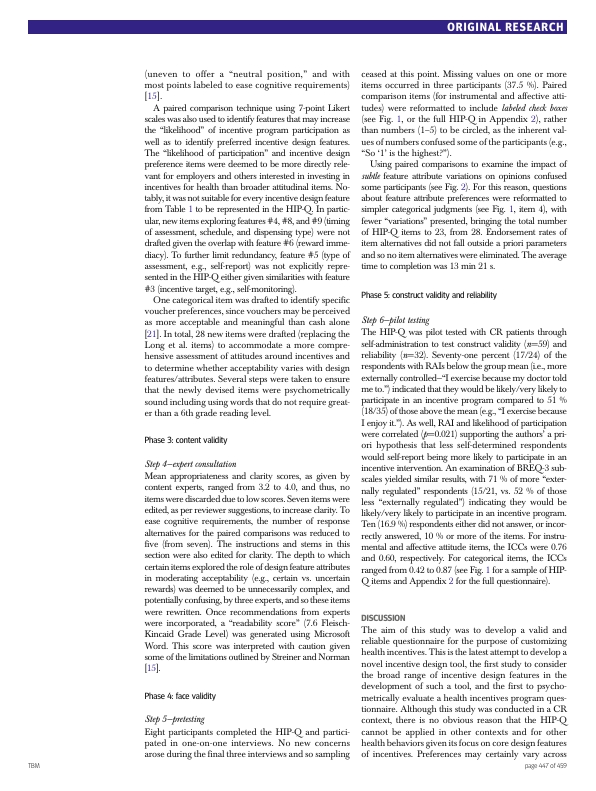 ORIGINAL RESEARCH
(uneven to offer a “neutral position,” and with
most points labeled to ease cognitive requirements)
[15].
A paired comparison technique using 7-point Likert
scales was also used to identify features that may increase
the “likelihood” of incentive program participation as
well as to identify preferred incentive design features.
The “likelihood of participation” and incentive design
preference items were deemed to be more directly rele-
vant for employers and others interested in investing in
incentives for health than broader attitudinal items. No-
tably, it was not suitable for every incentive design feature
from Table 1 to be represented in the HIP-Q. In partic-
ular, new items exploring features #4, #8, and #9 (timing
of assessment, schedule, and dispensing type) were not
drafted given the overlap with feature #6 (reward imme-
diacy). To further limit redundancy, feature #5 (type of
assessment, e.g., self-report) was not explicitly repre-
sented in the HIP-Q either given similarities with feature
#3 (incentive target, e.g., self-monitoring).
One categorical item was drafted to identify specific
voucher preferences, since vouchers may be perceived
as more acceptable and meaningful than cash alone
[21]. In total, 28 new items were drafted (replacing the
Long et al. items) to accommodate a more compre-
hensive assessment of attitudes around incentives and
to determine whether acceptability varies with design
features/attributes. Several steps were taken to ensure
that the newly devised items were psychometrically
sound including using words that do not require great-
er than a 6th grade reading level.
Phase 3: content validity
Step 4—expert consultation
Mean appropriateness and clarity scores, as given by
content experts, ranged from 3.2 to 4.0, and thus, no
items were discarded due to low scores. Seven items were
edited, as per reviewer suggestions, to increase clarity. To
ease cognitive requirements, the number of response
alternatives for the paired comparisons was reduced to
five (from seven). The instructions and stems in this
section were also edited for clarity. The depth to which
certain items explored the role of design feature attributes
in moderating acceptability (e.g., certain vs. uncertain
rewards) was deemed to be unnecessarily complex, and
potentially confusing, by three experts, and so these items
were rewritten. Once recommendations from experts
were incorporated, a “readability score” (7.6 Fleisch-
Kincaid Grade Level) was generated using Microsoft
Word. This score was interpreted with caution given
some of the limitations outlined by Streiner and Norman
[15].
Phase 4: face validity
Step 5—pretesting
Eight participants completed the HIP-Q and partici-
pated in one-on-one interviews. No new concerns
arose during the final three interviews and so sampling
ceased at this point. Missing values on one or more
items occurred in three participants (37.5 %). Paired
comparison items (for instrumental and affective atti-
tudes) were reformatted to include labeled check boxes
(see Fig. 1, or the full HIP-Q in Appendix 2), rather
than numbers (1–5) to be circled, as the inherent val-
ues of numbers confused some of the participants (e.g.,
“So ‘1’ is the highest?”).
Using paired comparisons to examine the impact of
subtle feature attribute variations on opinions confused
some participants (see Fig. 2). For this reason, questions
about feature attribute preferences were reformatted to
simpler categorical judgments (see Fig. 1, item 4), with
fewer “variations” presented, bringing the total number
of HIP-Q items to 23, from 28. Endorsement rates of
item alternatives did not fall outside a priori parameters
and so no item alternatives were eliminated. The average
time to completion was 13 min 21 s.
Phase 5: construct validity and reliability
Step 6—pilot testing
The HIP-Q was pilot tested with CR patients through
self-administration to test construct validity (n=59) and
reliability (n=32). Seventy-one percent (17/24) of the
respondents with RAIs below the group mean (i.e., more
externally controlled—“I exercise because my doctor told
me to.”) indicated that they would be likely/very likely to
participate in an incentive program compared to 51 %
(18/35) of those above the mean (e.g., “I exercise because
I enjoy it.”). As well, RAI and likelihood of participation
were correlated (p=0.021) supporting the authors’ a pri-
ori hypothesis that less self-determined respondents
would self-report being more likely to participate in an
incentive intervention. An examination of BREQ-3 sub-
scales yielded similar results, with 71 % of more “exter-
nally regulated” respondents (15/21, vs. 52 % of those
less “externally regulated”) indicating they would be
likely/very likely to participate in an incentive program.
Ten (16.9 %) respondents either did not answer, or incor-
rectly answered, 10 % or more of the items. For instru-
mental and affective attitude items, the ICCs were 0.76
and 0.60, respectively. For categorical items, the ICCs
ranged from 0.42 to 0.87 (see Fig. 1 for a sample of HIP-
Q items and Appendix 2 for the full questionnaire).
DISCUSSION
The aim of this study was to develop a valid and
reliable questionnaire for the purpose of customizing
health incentives. This is the latest attempt to develop a
novel incentive design tool, the first study to consider
the broad range of incentive design features in the
development of such a tool, and the first to psycho-
metrically evaluate a health incentives program ques-
tionnaire. Although this study was conducted in a CR
context, there is no obvious reason that the HIP-Q
cannot be applied in other contexts and for other
health behaviors given its focus on core design features
of incentives. Preferences may certainly vary across
TBM
page 447 of 459